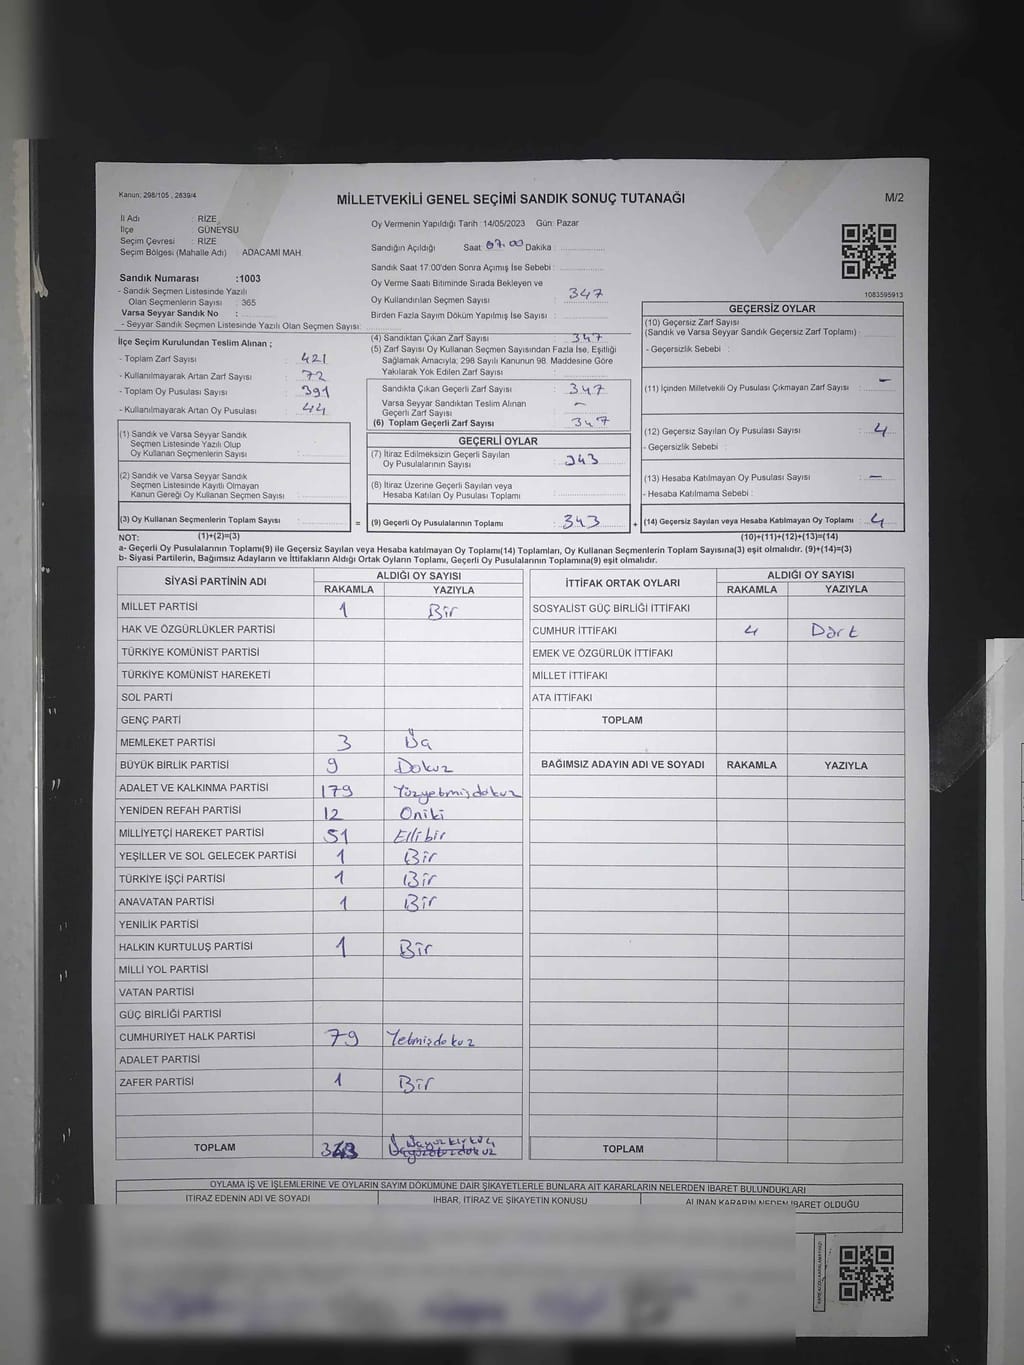 Kanun: 298/105 , 2839/4
MİLLETVEKİLİ GENEL SEÇİMİ SANDIK SONUÇ TUTANAĞI
M/2
İl Adı : RİZE
İlçe : GÜNEYSU
Seçim Çevresi : RİZE
Seçim Bölgesi (Mahalle Adı) : ADACAMİ MAH.
Sandık Numarası :1003
- Sandık Seçmen Listesinde Yazılı
Olan Seçmenlerin Sayısı : 365
Varsa Seyyar Sandık No :
- Seyyar Sandık Seçmen Listesinde Yazılı Olan Seçmen Sayısı:
Oy Vermenin Yapıldığı Tarih : 14/05/2023 Gün: Pazar
Sandığın Açıldığı Saat 07.00 Dakika :
Sandık Saat 17:00'den Sonra Açımış İse Sebebi :
Oy Verme Saati Bitiminde Sırada Bekleyen ve
Oy Kullandırılan Seçmen Sayısı : 347
Birden Fazla Sayım Döküm Yapılmış İse Sayısı :
1083595913
İlçe Seçim Kurulundan Teslim Alınan ;
- Toplam Zarf Sayısı : 421
- Kullanılmayarak Artan Zarf Sayısı : 72
- Toplam Oy Pusulası Sayısı : 391
- Kullanılmayarak Artan Oy Pusulası : 44
(1) Sandık ve Varsa Seyyar Sandık
Seçmen Listesinde Yazılı Olup
Oy Kullanan Seçmenlerin Sayısı :
(2) Sandık ve Varsa Seyyar Sandık
Seçmen Listesinde Kayıtlı Olmayan
Kanun Gereği Oy Kullanan Seçmen Sayısı :
(3) Oy Kullanan Seçmenlerin Toplam Sayısı :
(4) Sandıktan Çıkan Zarf Sayısı : 347
(5) Zarf Sayısı Oy Kullanan Seçmen Sayısından Fazla İse, Eşitliği
Sağlamak Amacıyla; 298 Sayılı Kanunun 98. Maddesine Göre
Yakılarak Yok Edilen Zarf Sayısı :
Sandıkta Çıkan Geçerli Zarf Sayısı : 347
Varsa Seyyar Sandıktan Teslim Alınan
Geçerli Zarf Sayısı : –
(6) Toplam Geçerli Zarf Sayısı : 347
GEÇERLİ OYLAR
(7) İtiraz Edilmeksizin Geçerli Sayılan
Oy Pusulalarının Sayısı : 343
(8) İtiraz Üzerine Geçerli Sayılan veya
Hesaba Katılan Oy Pusulası Toplamı :
= (9) Geçerli Oy Pusulalarının Toplamı : 343 +
GEÇERSİZ OYLAR
(10) Geçersiz Zarf Sayısı
(Sandık ve Varsa Seyyar Sandık Geçersiz Zarf Toplamı) :
- Geçersizlik Sebebi :
(11) İçinden Milletvekili Oy Pusulası Çıkmayan Zarf Sayısı : –
(12) Geçersiz Sayılan Oy Pusulası Sayısı : 4
- Geçersizlik Sebebi :
(13) Hesaba Katılmayan Oy Pusulası Sayısı : –
- Hesaba Katılmama Sebebi :
(14) Geçersiz Sayılan veya Hesaba Katılmayan Oy Toplamı : 4
NOT: (1)+(2)=(3) (10)+(11)+(12)+(13)=(14)
a- Geçerli Oy Pusulalarının Toplamı(9) ile Geçersiz Sayılan veya Hesaba katılmayan Oy Toplamı(14) Toplamları, Oy Kullanan Seçmenlerin Toplam Sayısına(3) eşit olmalıdır. (9)+(14)=(3)
b- Siyasi Partilerin, Bağımsız Adayların ve İttifakların Aldığı Ortak Oyların Toplamı, Geçerli Oy Pusulalarının Toplamına(9) eşit olmalıdır.
SİYASİ PARTİNİN ADI ALDIĞI OY SAYISI
RAKAMLA YAZIYLA
MİLLET PARTİSİ 1 Bir
HAK VE ÖZGÜRLÜKLER PARTİSİ
TÜRKİYE KOMÜNİST PARTİSİ
TÜRKİYE KOMÜNİST HAREKETİ
SOL PARTİ
GENÇ PARTİ
MEMLEKET PARTİSİ 3 Üç
BÜYÜK BİRLİK PARTİSİ 9 Dokuz
ADALET VE KALKINMA PARTİSİ 179 Yüzyetmişdokuz
YENİDEN REFAH PARTİSİ 12 Oniki
MİLLİYETÇİ HAREKET PARTİSİ 51 Ellibir
YEŞİLLER VE SOL GELECEK PARTİSİ 1 Bir
TÜRKİYE İŞÇİ PARTİSİ 1 Bir
ANAVATAN PARTİSİ 1 Bir
YENİLİK PARTİSİ
HALKIN KURTULUŞ PARTİSİ 1 Bir
MİLLİ YOL PARTİSİ
VATAN PARTİSİ
GÜÇ BİRLİĞİ PARTİSİ
CUMHURİYET HALK PARTİSİ 79 Yetmişdokuz
ADALET PARTİSİ
ZAFER PARTİSİ 1 Bir
TOPLAM 343
İTTİFAK ORTAK OYLARI ALDIĞI OY SAYISI
RAKAMLA YAZIYLA
SOSYALİST GÜÇ BİRLİĞİ İTTİFAKI
CUMHUR İTTİFAKI 4 Dört
EMEK VE ÖZGÜRLÜK İTTİFAKI
MİLLET İTTİFAKI
ATA İTTİFAKI
TOPLAM
BAĞIMSIZ ADAYIN ADI VE SOYADI RAKAMLA YAZIYLA
TOPLAM
OYLAMA İŞ VE İŞLEMLERİNE VE OYLARIN SAYIM DÖKÜMÜNE DAİR ŞİKAYETLERLE BUNLARA AİT KARARLARIN NELERDEN İBARET BULUNDUKLARI
İTİRAZ EDENİN ADI VE SOYADI İHBAR, İTİRAZ VE ŞİKAYETİN KONUSU ALINAN KARARIN NEDEN İBARET OLDUĞU